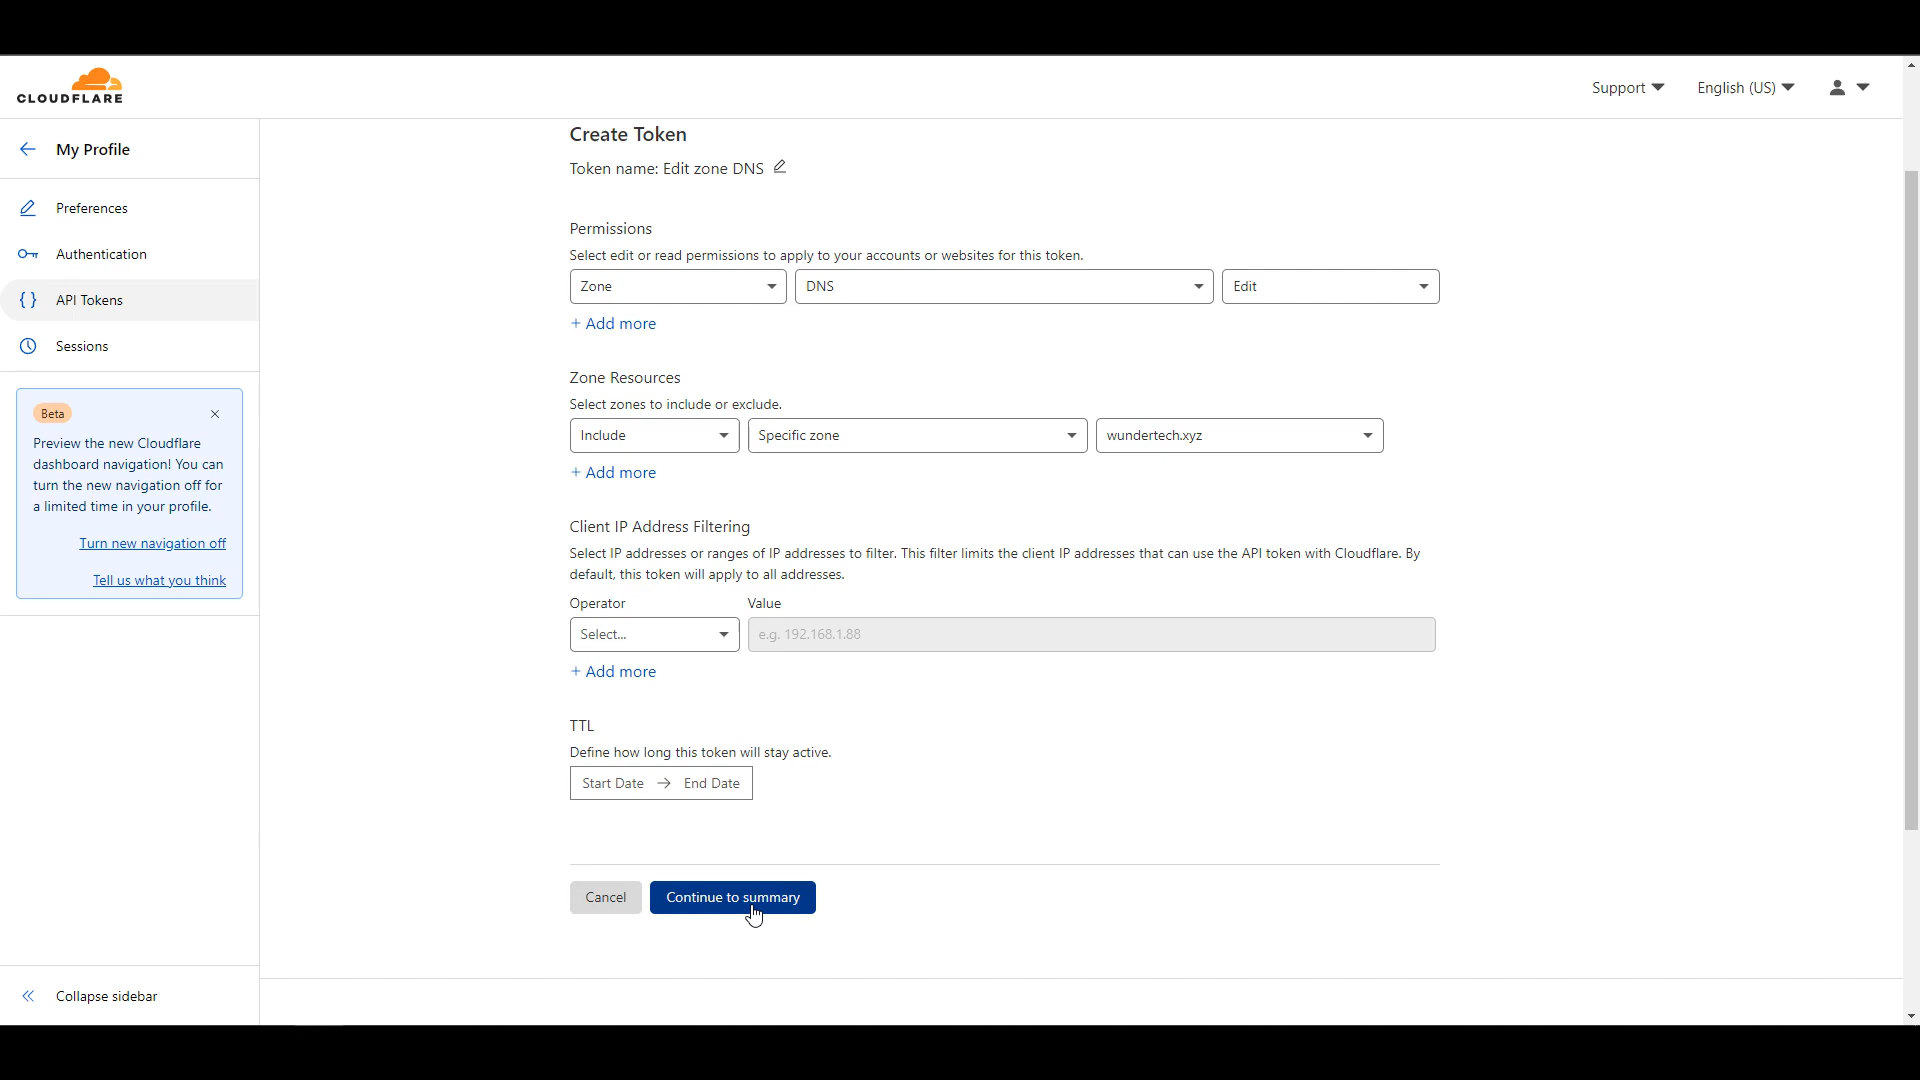 CLOUDFLARE
Support
English (US)
My Profile
Preferences
Authentication
API Tokens
Sessions
Beta
Preview the new Cloudflare
dashboard navigation! You can
turn the new navigation off for
a limited time in your profile.
Turn new navigation off
Tell us what you think
Collapse sidebar
Create Token
Token name: Edit zone DNS
Permissions
Select edit or read permissions to apply to your accounts or websites for this token.
Zone DNS Edit
+ Add more
Zone Resources
Select zones to include or exclude.
Include Specific zone wundertech.xyz
+ Add more
Client IP Address Filtering
Select IP addresses or ranges of IP addresses to filter. This filter limits the client IP addresses that can use the API token with Cloudflare. By
default, this token will apply to all addresses.
Operator Value
Select... e.g. 192.168.1.88
+ Add more
TTL
Define how long this token will stay active.
Start Date → End Date
Cancel Continue to summary